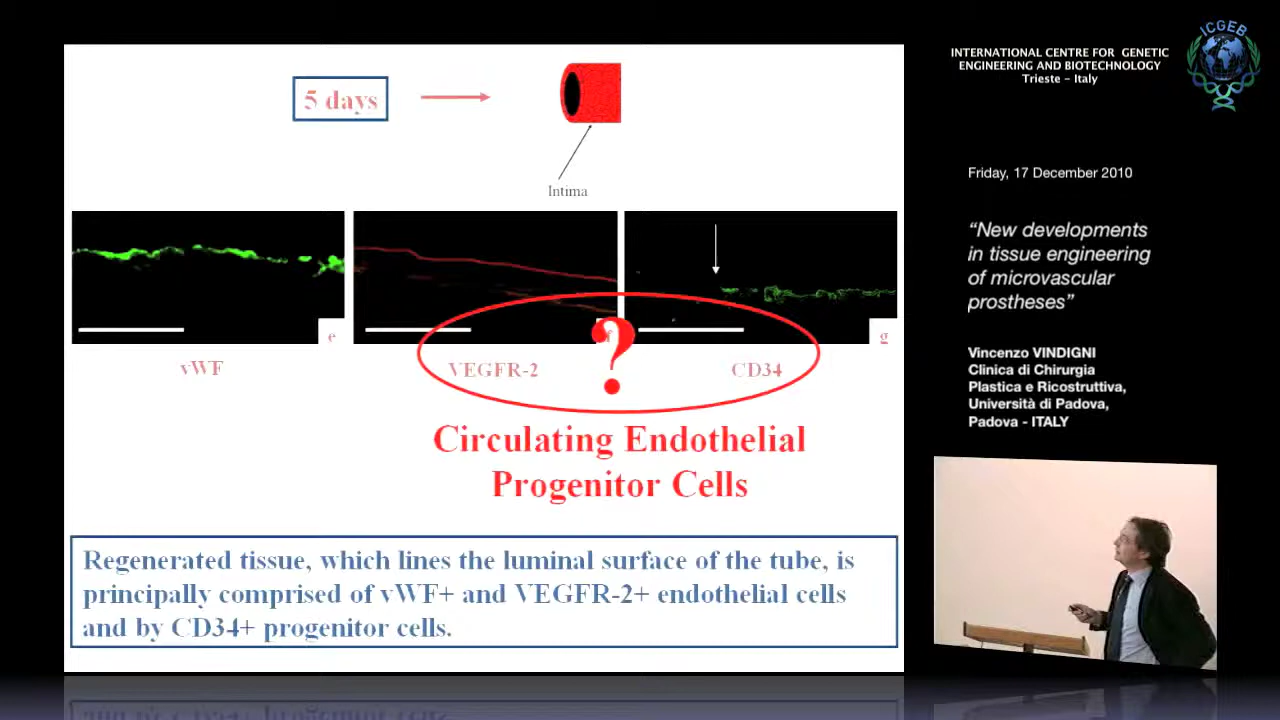 5 days
Intima
e
g
vWF
VEGFR-2
?
CD34
Circulating Endothelial
Progenitor Cells
Regenerated tissue, which lines the luminal surface of the tube, is
principally comprised of vWF+ and VEGFR-2+ endothelial cells
and by CD34+ progenitor cells.
INTERNATIONAL CENTRE FOR GENETIC
ENGINEERING AND BIOTECHNOLOGY
Trieste - Italy
ICGEB
Friday, 17 December 2010
“New developments
in tissue engineering
of microvascular
prostheses”
Vincenzo VINDIGNI
Clinica di Chirurgia
Plastica e Ricostruttiva,
Università di Padova,
Padova - ITALY